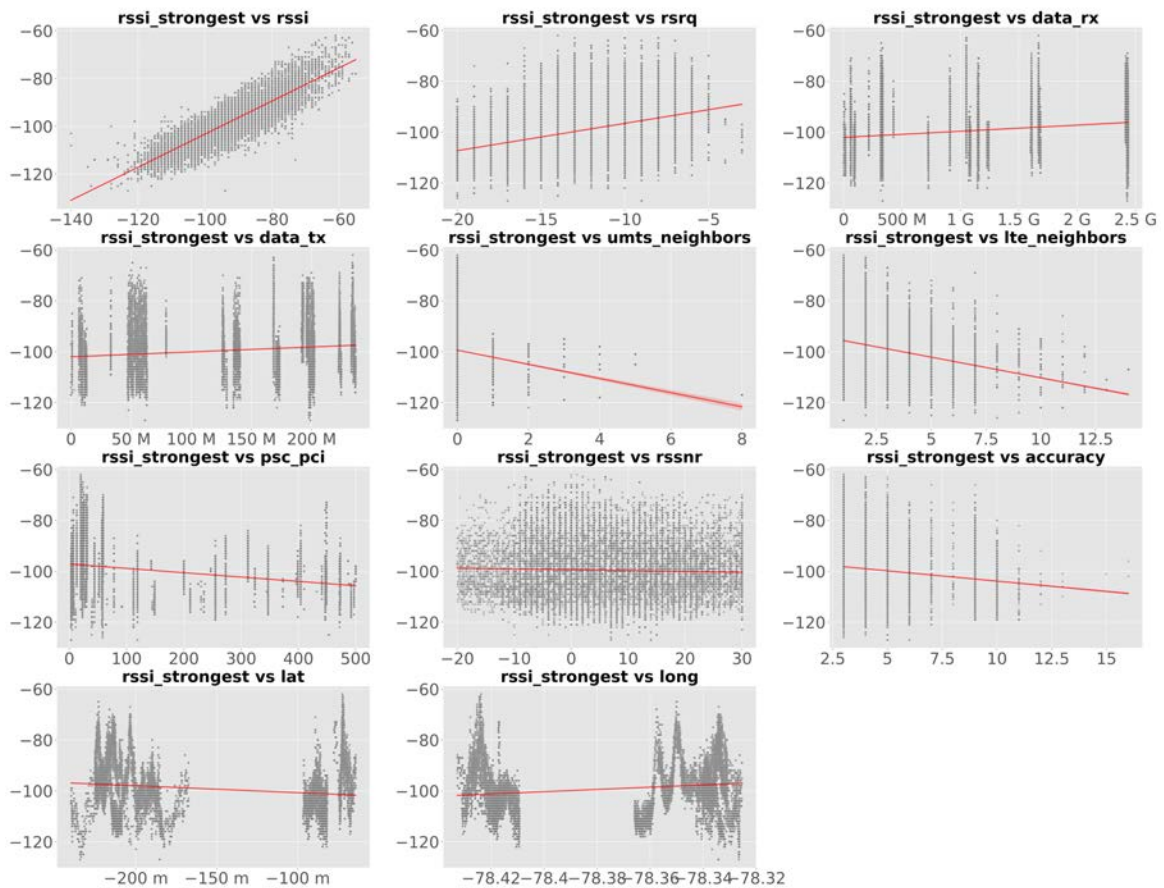 rssi_strongest vs rssi
−60
−80
−100
−120
−140 −120 −100 −80 −60
rssi_strongest vs rsrq
−60
−80
−100
−120
−20 −15 −10 −5
rssi_strongest vs data_rx
−60
−80
−100
−120
0 500 M 1 G 1.5 G 2 G 2.5 G
rssi_strongest vs data_tx
−60
−80
−100
−120
0 50 M 100 M 150 M 200 M
rssi_strongest vs umts_neighbors
−60
−80
−100
−120
0 2 4 6 8
rssi_strongest vs lte_neighbors
−60
−80
−100
−120
2.5 5 7.5 10 12.5
rssi_strongest vs psc_pci
−60
−80
−100
−120
0 100 200 300 400 500
rssi_strongest vs rssnr
−60
−80
−100
−120
−20 −10 0 10 20 30
rssi_strongest vs accuracy
−60
−80
−100
−120
2.5 5 7.5 10 12.5 15
rssi_strongest vs lat
−60
−80
−100
−120
−200 m −150 m −100 m
rssi_strongest vs long
−60
−80
−100
−120
−78.42 −78.4 −78.38 −78.36 −78.34 −78.32